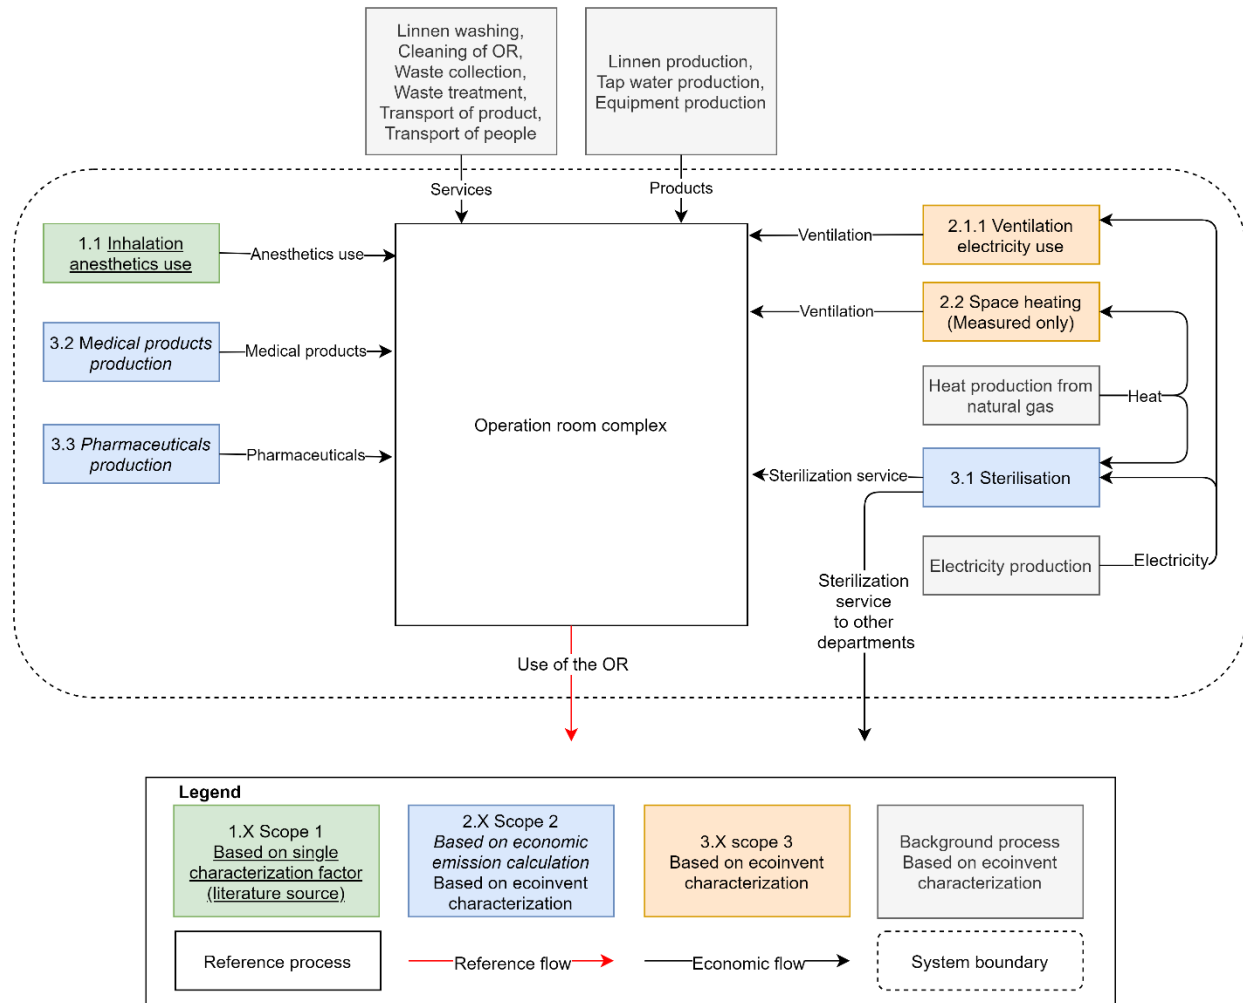 Linnen washing,
Cleaning of OR,
Waste collection,
Waste treatment,
Transport of product,
Transport of people
Linnen production,
Tap water production,
Equipment production
Services
Products
1.1 Inhalation
anesthetics use
Anesthetics use
3.2 Medical products
production
Medical products
3.3 Pharmaceuticals
production
Pharmaceuticals
Operation room complex
Ventilation
2.1.1 Ventilation
electricity use
Ventilation
2.2 Space heating
(Measured only)
Heat production from
natural gas
Heat
Sterilization service
3.1 Sterilisation
Electricity production
Electricity
Sterilization
service
to other
departments
Use of the OR
Legend
1.X Scope 1
Based on single
characterization factor
(literature source)
2.X Scope 2
Based on economic
emission calculation
Based on ecoinvent
characterization
3.X scope 3
Based on ecoinvent
characterization
Background process
Based on ecoinvent
characterization
Reference process
Reference flow
Economic flow
System boundary